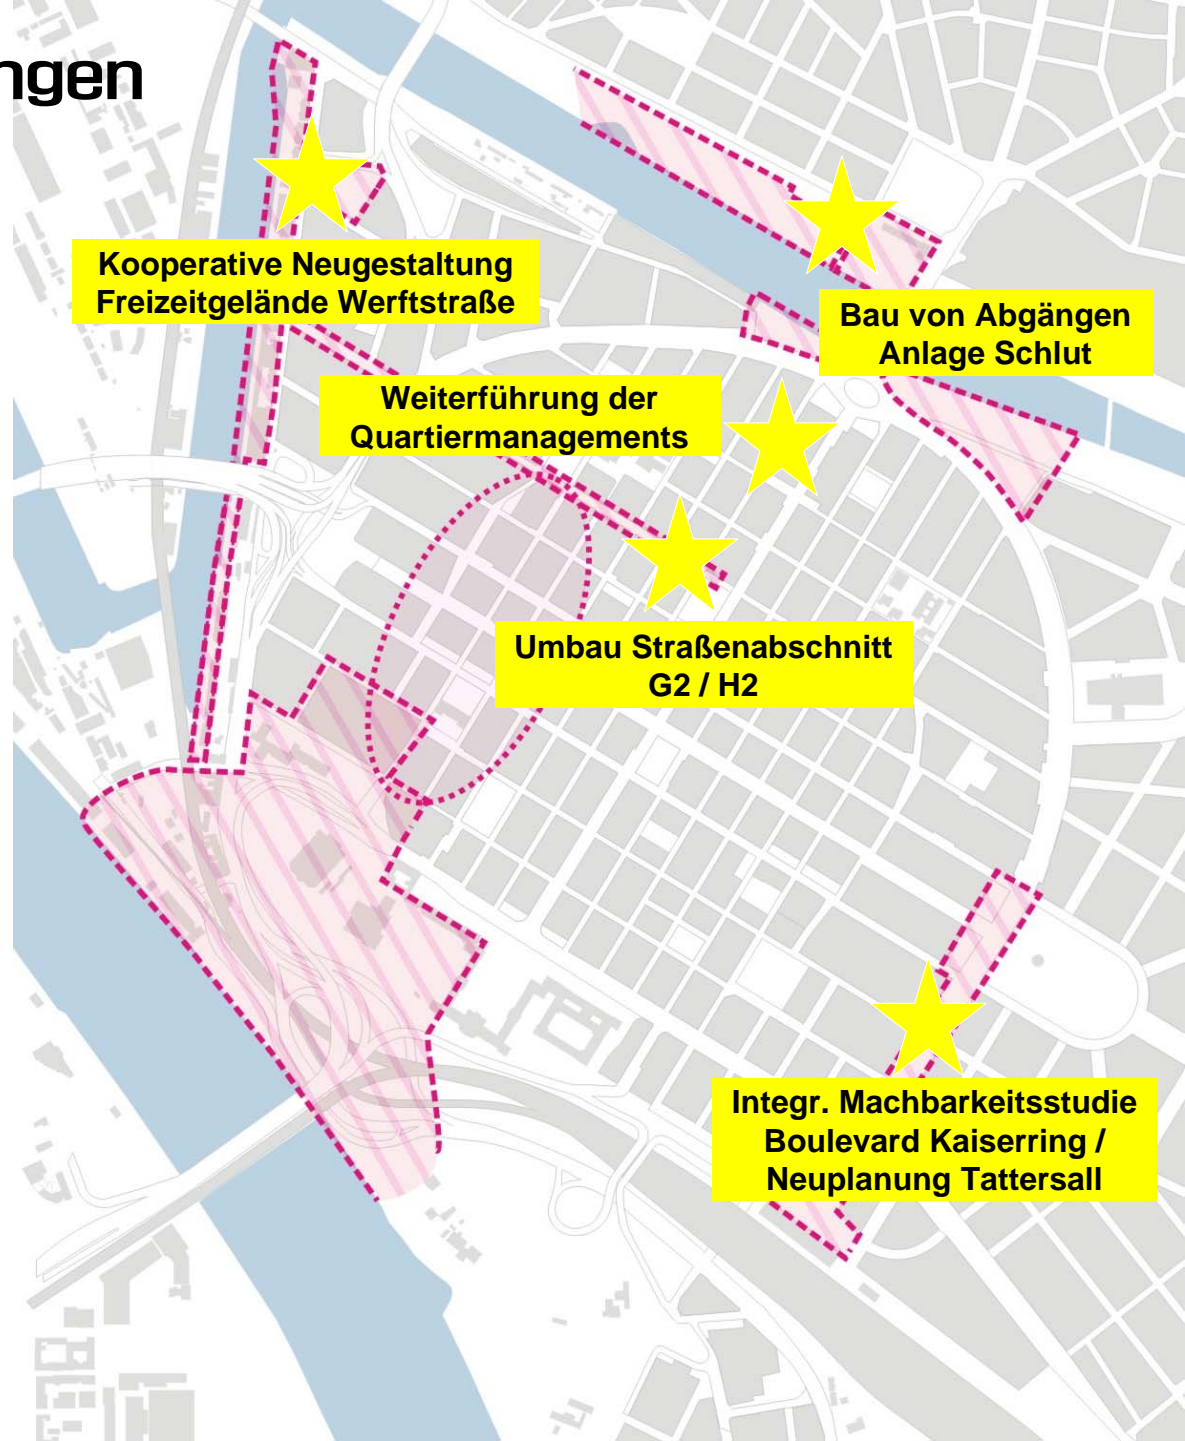 ngen
Kooperative Neugestaltung
Freizeitgelände Werftstraße
Bau von Abgängen
Anlage Schlut
Weiterführung der
Quartiermanagements
Umbau Straßenabschnitt
G2 / H2
Integr. Machbarkeitsstudie
Boulevard Kaiserring /
Neuplanung Tattersall